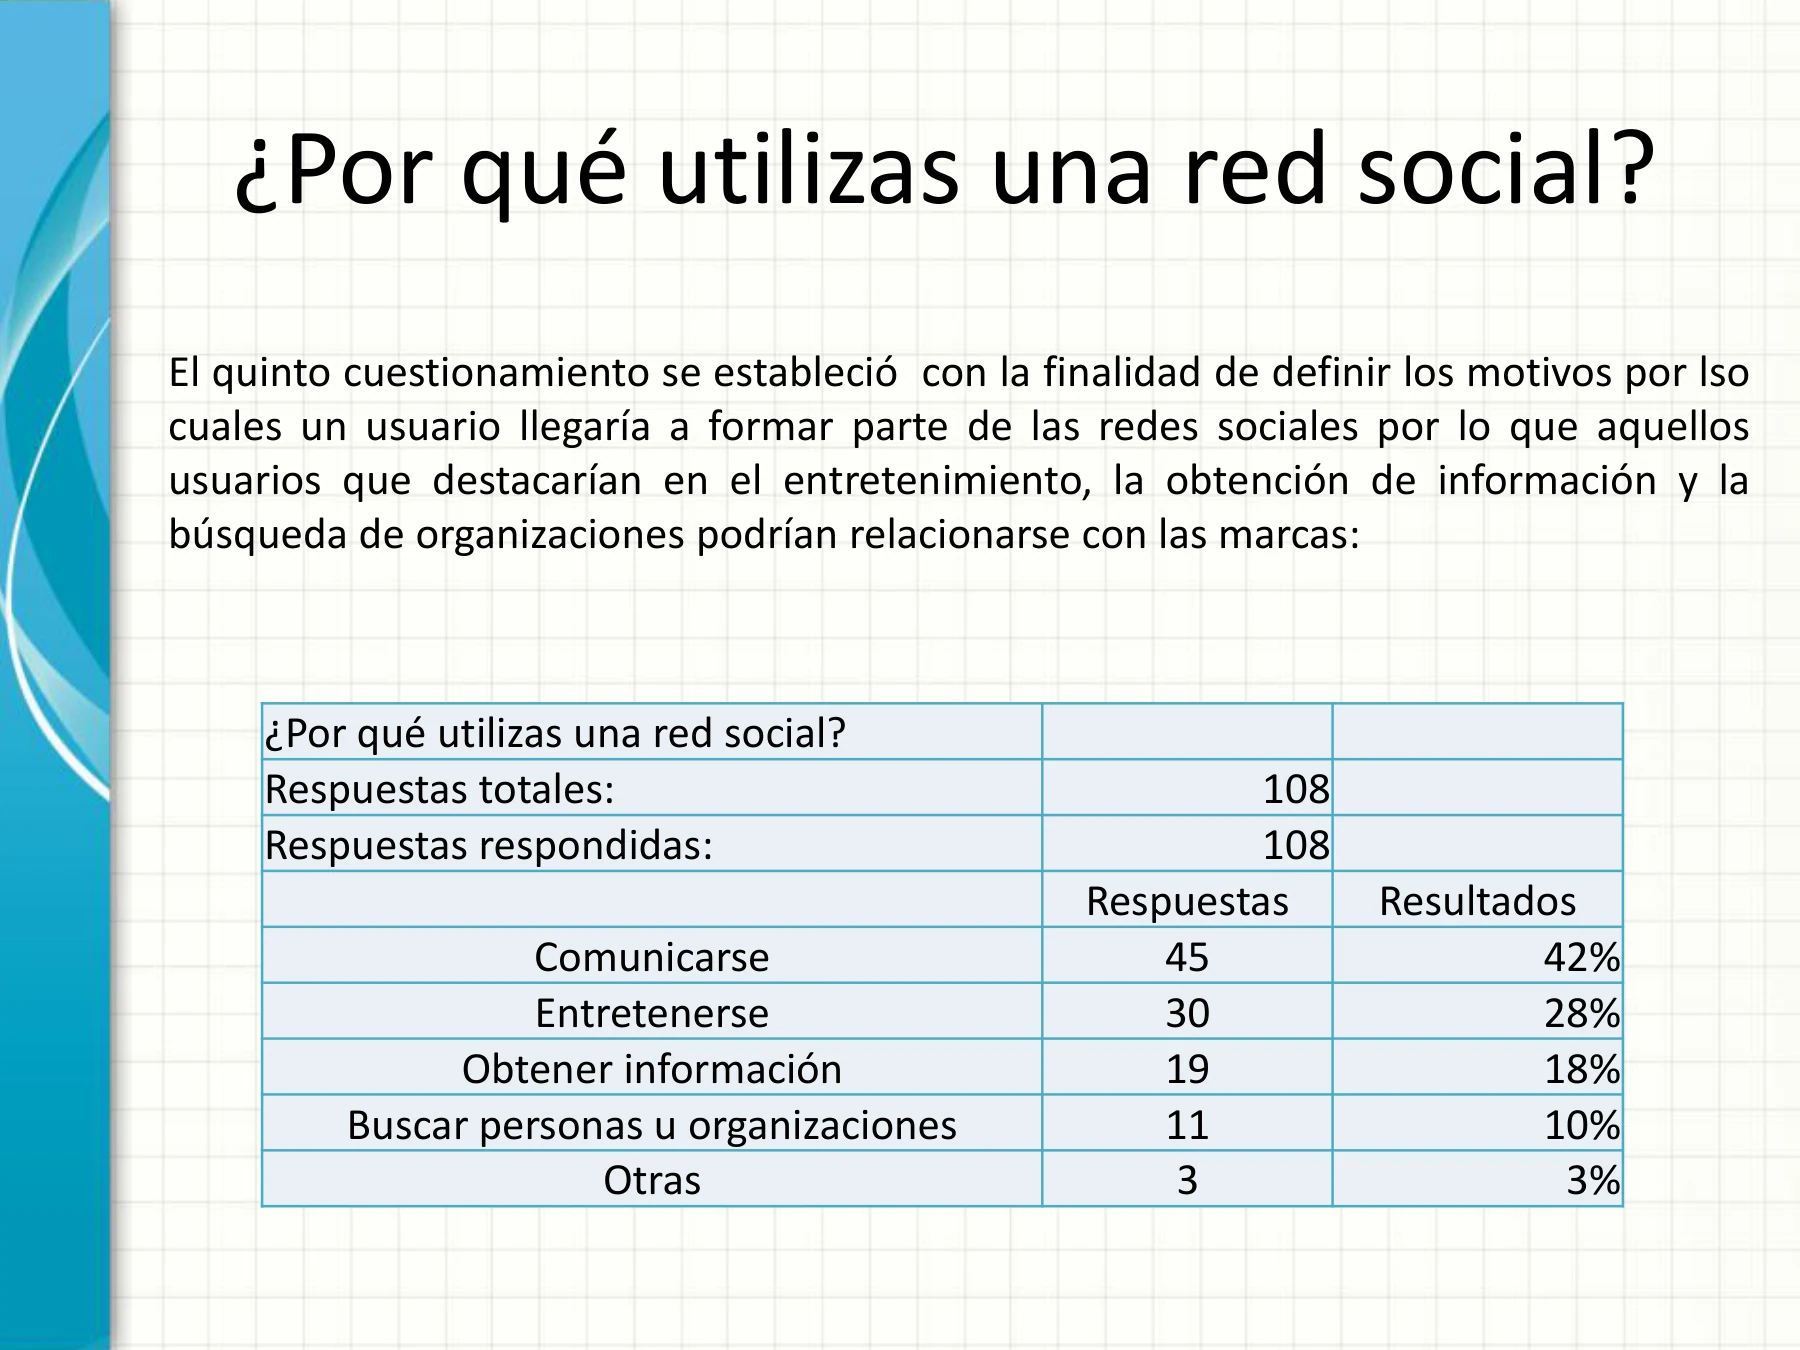 ¿Por qué utilizas una red social?
El quinto cuestionamiento se estableció  con la finalidad de definir los motivos por lso
cuales un usuario llegaría a formar parte de las redes sociales por lo que aquellos
usuarios que destacarían en el entretenimiento, la obtención de información y la
búsqueda de organizaciones podrían relacionarse con las marcas:
¿Por qué utilizas una red social?
Respuestas totales: 108
Respuestas respondidas: 108
Respuestas Resultados
Comunicarse 45 42%
Entretenerse 30 28%
Obtener información 19 18%
Buscar personas u organizaciones 11 10%
Otras 3 3%